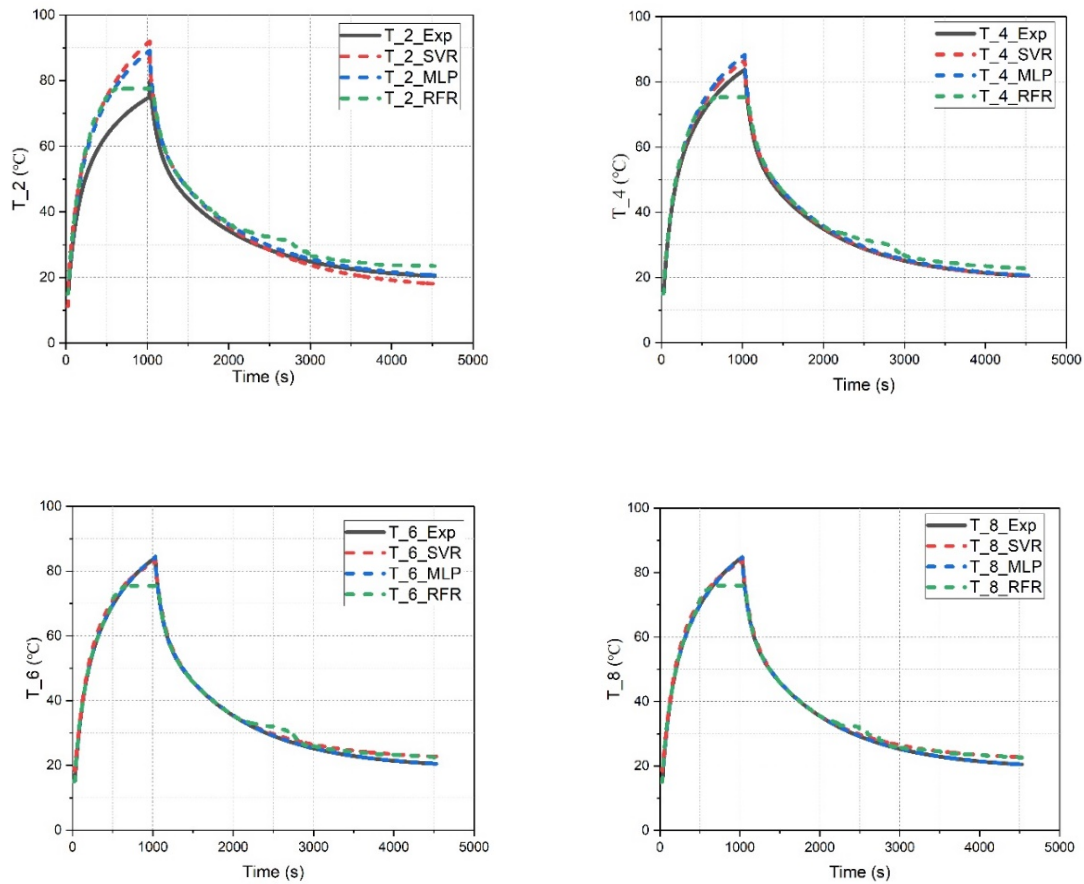 100
80
60
40
20
0
T_2 (°C)
T_2_Exp
T_2_SVR
T_2_MLP
T_2_RFR
0 1000 2000 3000 4000 5000
Time (s)
100
80
60
40
20
0
T_4 (°C)
T_4_Exp
T_4_SVR
T_4_MLP
T_4_RFR
0 1000 2000 3000 4000 5000
Time (s)
100
80
60
40
20
0
T_6 (°C)
T_6_Exp
T_6_SVR
T_6_MLP
T_6_RFR
0 1000 2000 3000 4000 5000
Time (s)
100
80
60
40
20
0
T_8 (°C)
T_8_Exp
T_8_SVR
T_8_MLP
T_8_RFR
0 1000 2000 3000 4000 5000
Time (s)